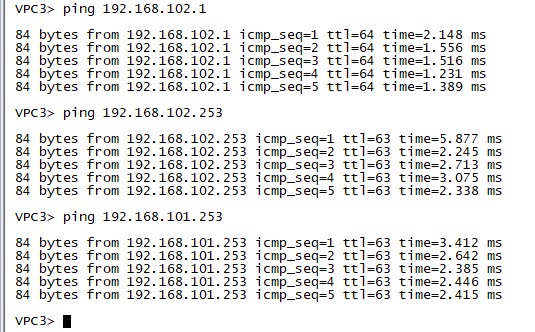 VPC3> ping 192.168.102.1
84 bytes from 192.168.102.1 icmp_seq=1 ttl=64 time=2.148 ms
84 bytes from 192.168.102.1 icmp_seq=2 ttl=64 time=1.556 ms
84 bytes from 192.168.102.1 icmp_seq=3 ttl=64 time=1.516 ms
84 bytes from 192.168.102.1 icmp_seq=4 ttl=64 time=1.231 ms
84 bytes from 192.168.102.1 icmp_seq=5 ttl=64 time=1.389 ms
VPC3> ping 192.168.102.253
84 bytes from 192.168.102.253 icmp_seq=1 ttl=63 time=5.877 ms
84 bytes from 192.168.102.253 icmp_seq=2 ttl=63 time=2.245 ms
84 bytes from 192.168.102.253 icmp_seq=3 ttl=63 time=2.713 ms
84 bytes from 192.168.102.253 icmp_seq=4 ttl=63 time=3.075 ms
84 bytes from 192.168.102.253 icmp_seq=5 ttl=63 time=2.338 ms
VPC3> ping 192.168.101.253
84 bytes from 192.168.101.253 icmp_seq=1 ttl=63 time=3.412 ms
84 bytes from 192.168.101.253 icmp_seq=2 ttl=63 time=2.642 ms
84 bytes from 192.168.101.253 icmp_seq=3 ttl=63 time=2.385 ms
84 bytes from 192.168.101.253 icmp_seq=4 ttl=63 time=2.446 ms
84 bytes from 192.168.101.253 icmp_seq=5 ttl=63 time=2.415 ms
VPC3>